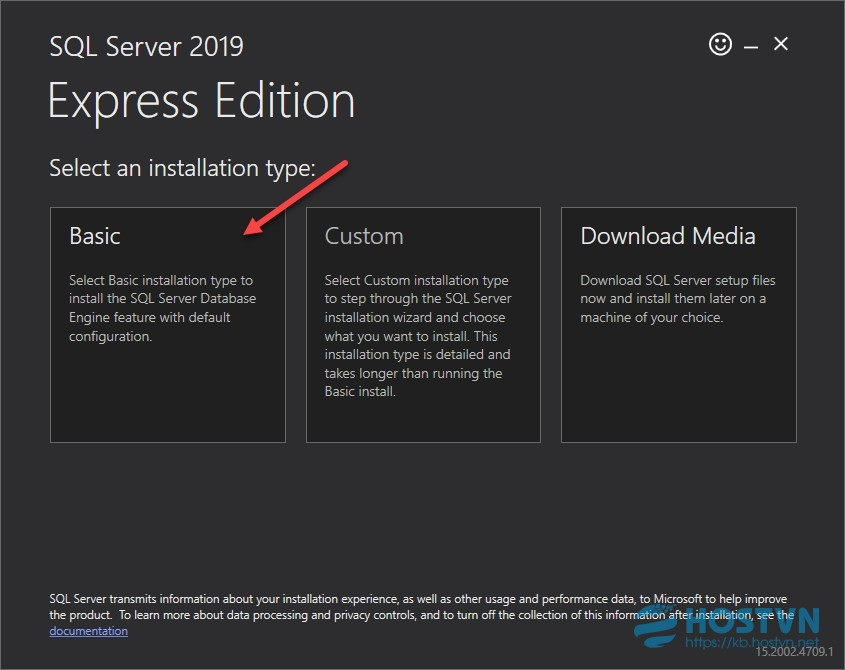 SQL Server 2019
Express Edition
Select an installation type:
Basic
Select Basic installation type to
install the SQL Server Database
Engine feature with default
configuration.
Custom
Select Custom installation type
to step through the SQL Server
installation wizard and choose
what you want to install. This
installation type is detailed and
takes longer than running the
Basic install.
Download Media
Download SQL Server setup files
now and install them later on a
machine of your choice.
SQL Server transmits information about your installation experience, as well as other usage and performance data, to Microsoft to help improve
the product.  To learn more about data processing and privacy controls, and to turn off the collection of this information after installation, see the
documentation
HOSTVN
https://kb.hostvn.net
15.2002.4709.1